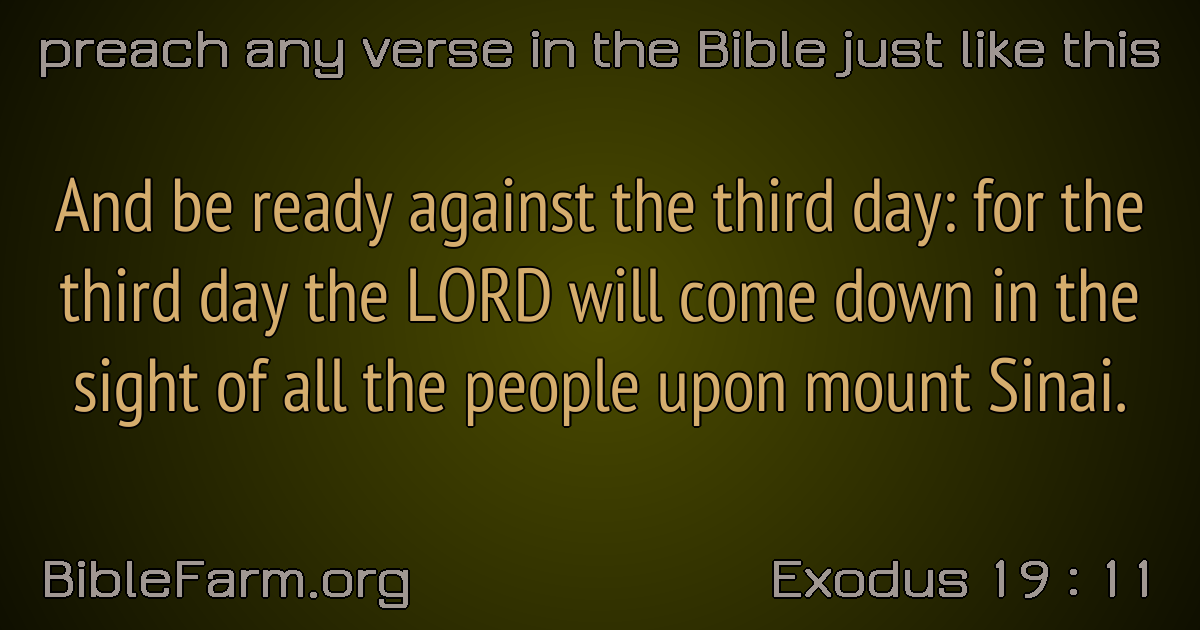 preach any verse in the Bible just like this
And be ready against the third day: for the
third day the LORD will come down in the
sight of all the people upon mount Sinai.
BibleFarm.org
Exodus 19 : 11